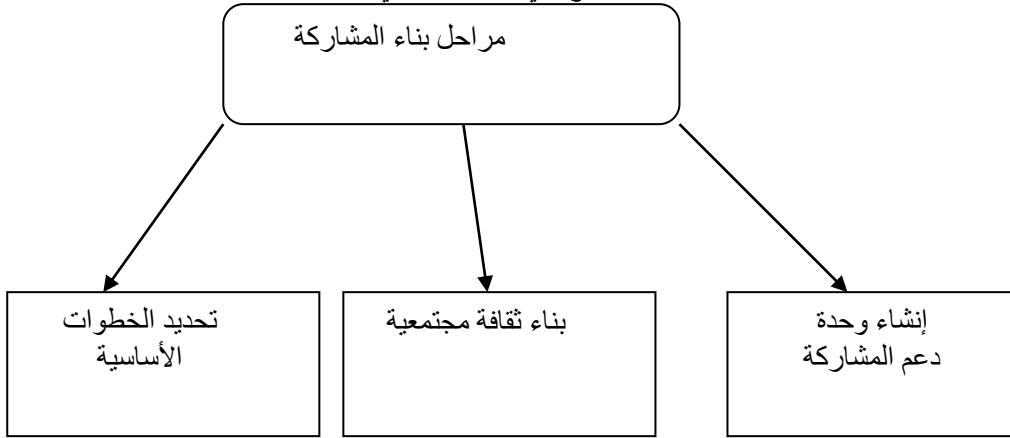 مراحل بناء المشاركة
إنشاء وحدة
دعم المشاركة
بناء ثقافة مجتمعية
تحديد الخطوات
الأساسية